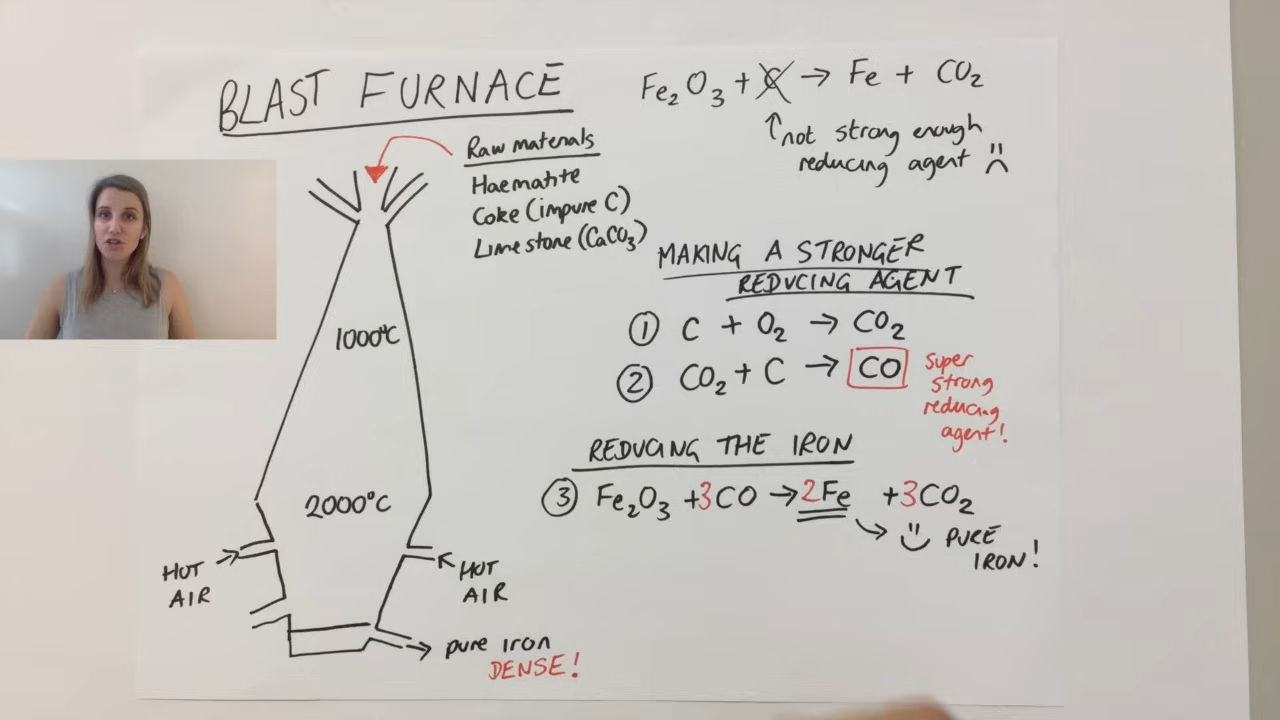 BLAST FURNACE
Raw materials
Haematite
Coke (impure C)
Limestone (CaCO₃)
1000°C
2000°C
HOT
AIR
HOT
AIR
pure iron
DENSE!
Fe₂O₃ + C → Fe + CO₂
↑ not strong enough
reducing agent
MAKING A STRONGER
REDUCING AGENT
① C + O₂ → CO₂
② CO₂ + C → CO
super
strong
reducing
agent!
REDUCING THE IRON
③ Fe₂O₃ + 3CO → 2Fe + 3CO₂
PURE
IRON!